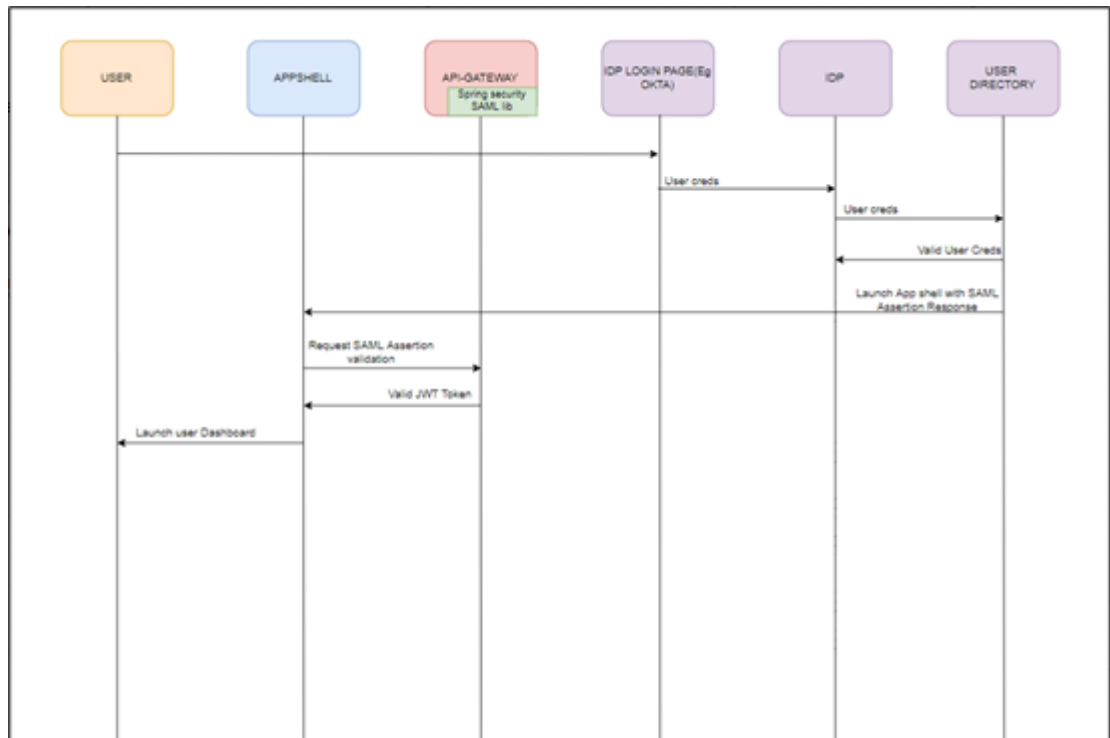 USER
APPSHELL
API-GATEWAY
Spring security
SAML lib
IDP LOGIN PAGE(Eg
OKTA)
IDP
USER
DIRECTORY
User creds
User creds
Valid User Creds
Launch App shell with SAML
Assertion Response
Request SAML Assertion
validation
Valid JWT Token
Launch user Dashboard